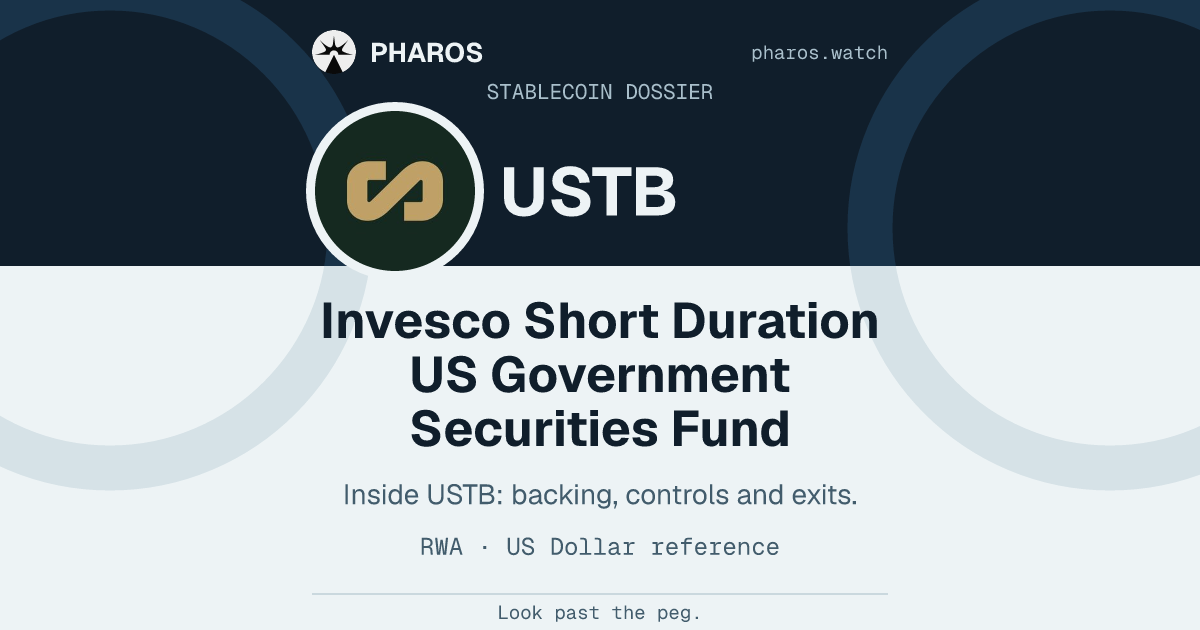 PHAROS
pharos.watch
STABLECOIN DOSSIER
USTB
Invesco Short Duration
US Government
Securities Fund
Inside USTB: backing, controls and exits.
RWA · US Dollar reference
Look past the peg.